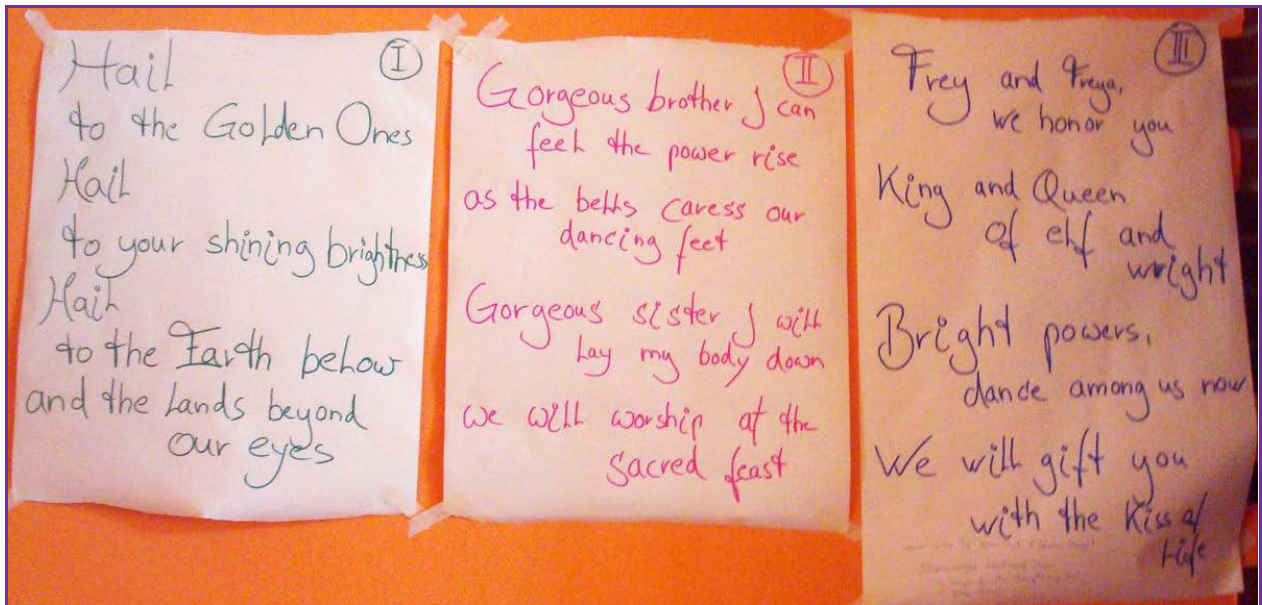 I
Hail
to the Golden Ones
Hail
to your shining brightness
Hail
to the Earth below
and the Lands beyond
our eyes
II
Gorgeous brother I can
feel the power rise
as the bells caress our
dancing feet
Gorgeous sister I will
Lay my body down
we will worship at the
sacred feast
III
Frey and Freya,
we honor you
King and Queen
of elf and
wright
Bright powers,
dance among us now
We will gift you
with the Kiss of
Life